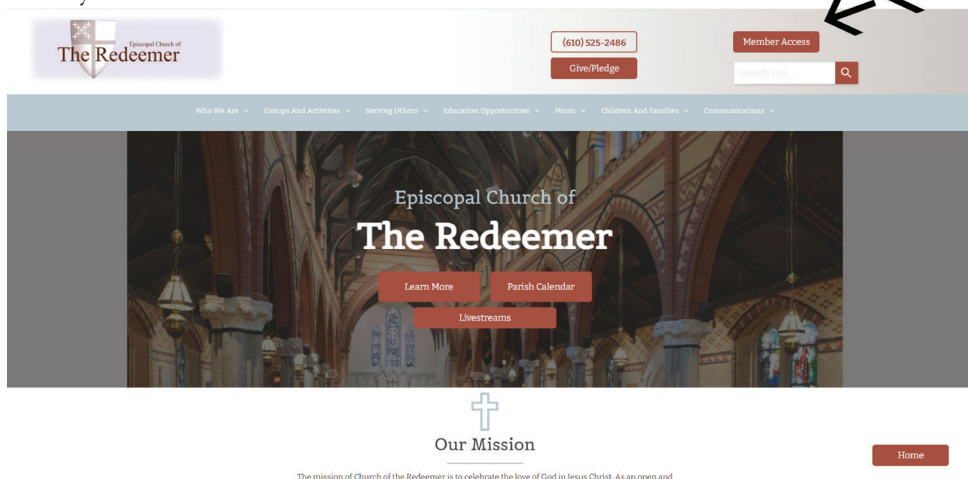 Episcopal Church of
The Redeemer
(610) 525-2486
Give/Pledge
Member Access
Search site...
Who We Are
Groups And Activities
Serving Others
Education Opportunities
Music
Children And Families
Communications
Episcopal Church of
The Redeemer
Learn More
Parish Calendar
Livestreams
Our Mission
Home
The mission of Church of the Redeemer is to celebrate the love of God in Jesus Christ. As an open and